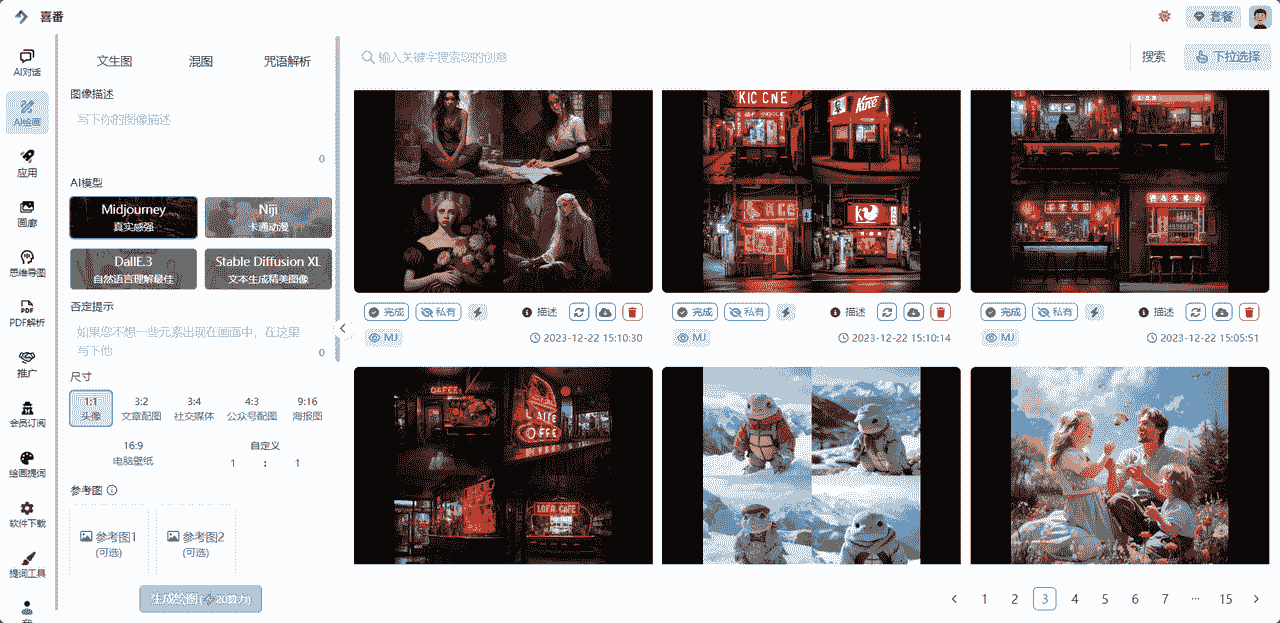 喜番
套餐
AI对话
AI绘画
应用
画廊
思维导图
PDF解析
推广
会员订阅
绘画提词
软件下载
提词工具
文生图 混图 咒语解析
图像描述
写下你的图像描述
0
AI模型
Midjourney
真实感强
Niji
卡通动漫
DallE.3
自然语言理解最佳
Stable Diffusion XL
文本生成精美图像
否定提示
如果您不想一些元素出现在画面中，在这里
写下他
0
尺寸
1:1
头像
3:2
文章配图
3:4
社交媒体
4:3
公众号配图
9:16
海报图
16:9
电脑壁纸
自定义
1 : 1
参考图
参考图1
(可选)
参考图2
(可选)
生成绘图(⚡20算力)
输入关键字搜索您的创意
搜索
下拉选择
KIC CNE
Kine
完成 私有 描述
MJ 2023-12-22 15:10:30
完成 私有 描述
MJ 2023-12-22 15:10:14
完成 私有 描述
MJ 2023-12-22 15:05:51
LOFA CAFE
1 2 3 4 5 6 7 ··· 15